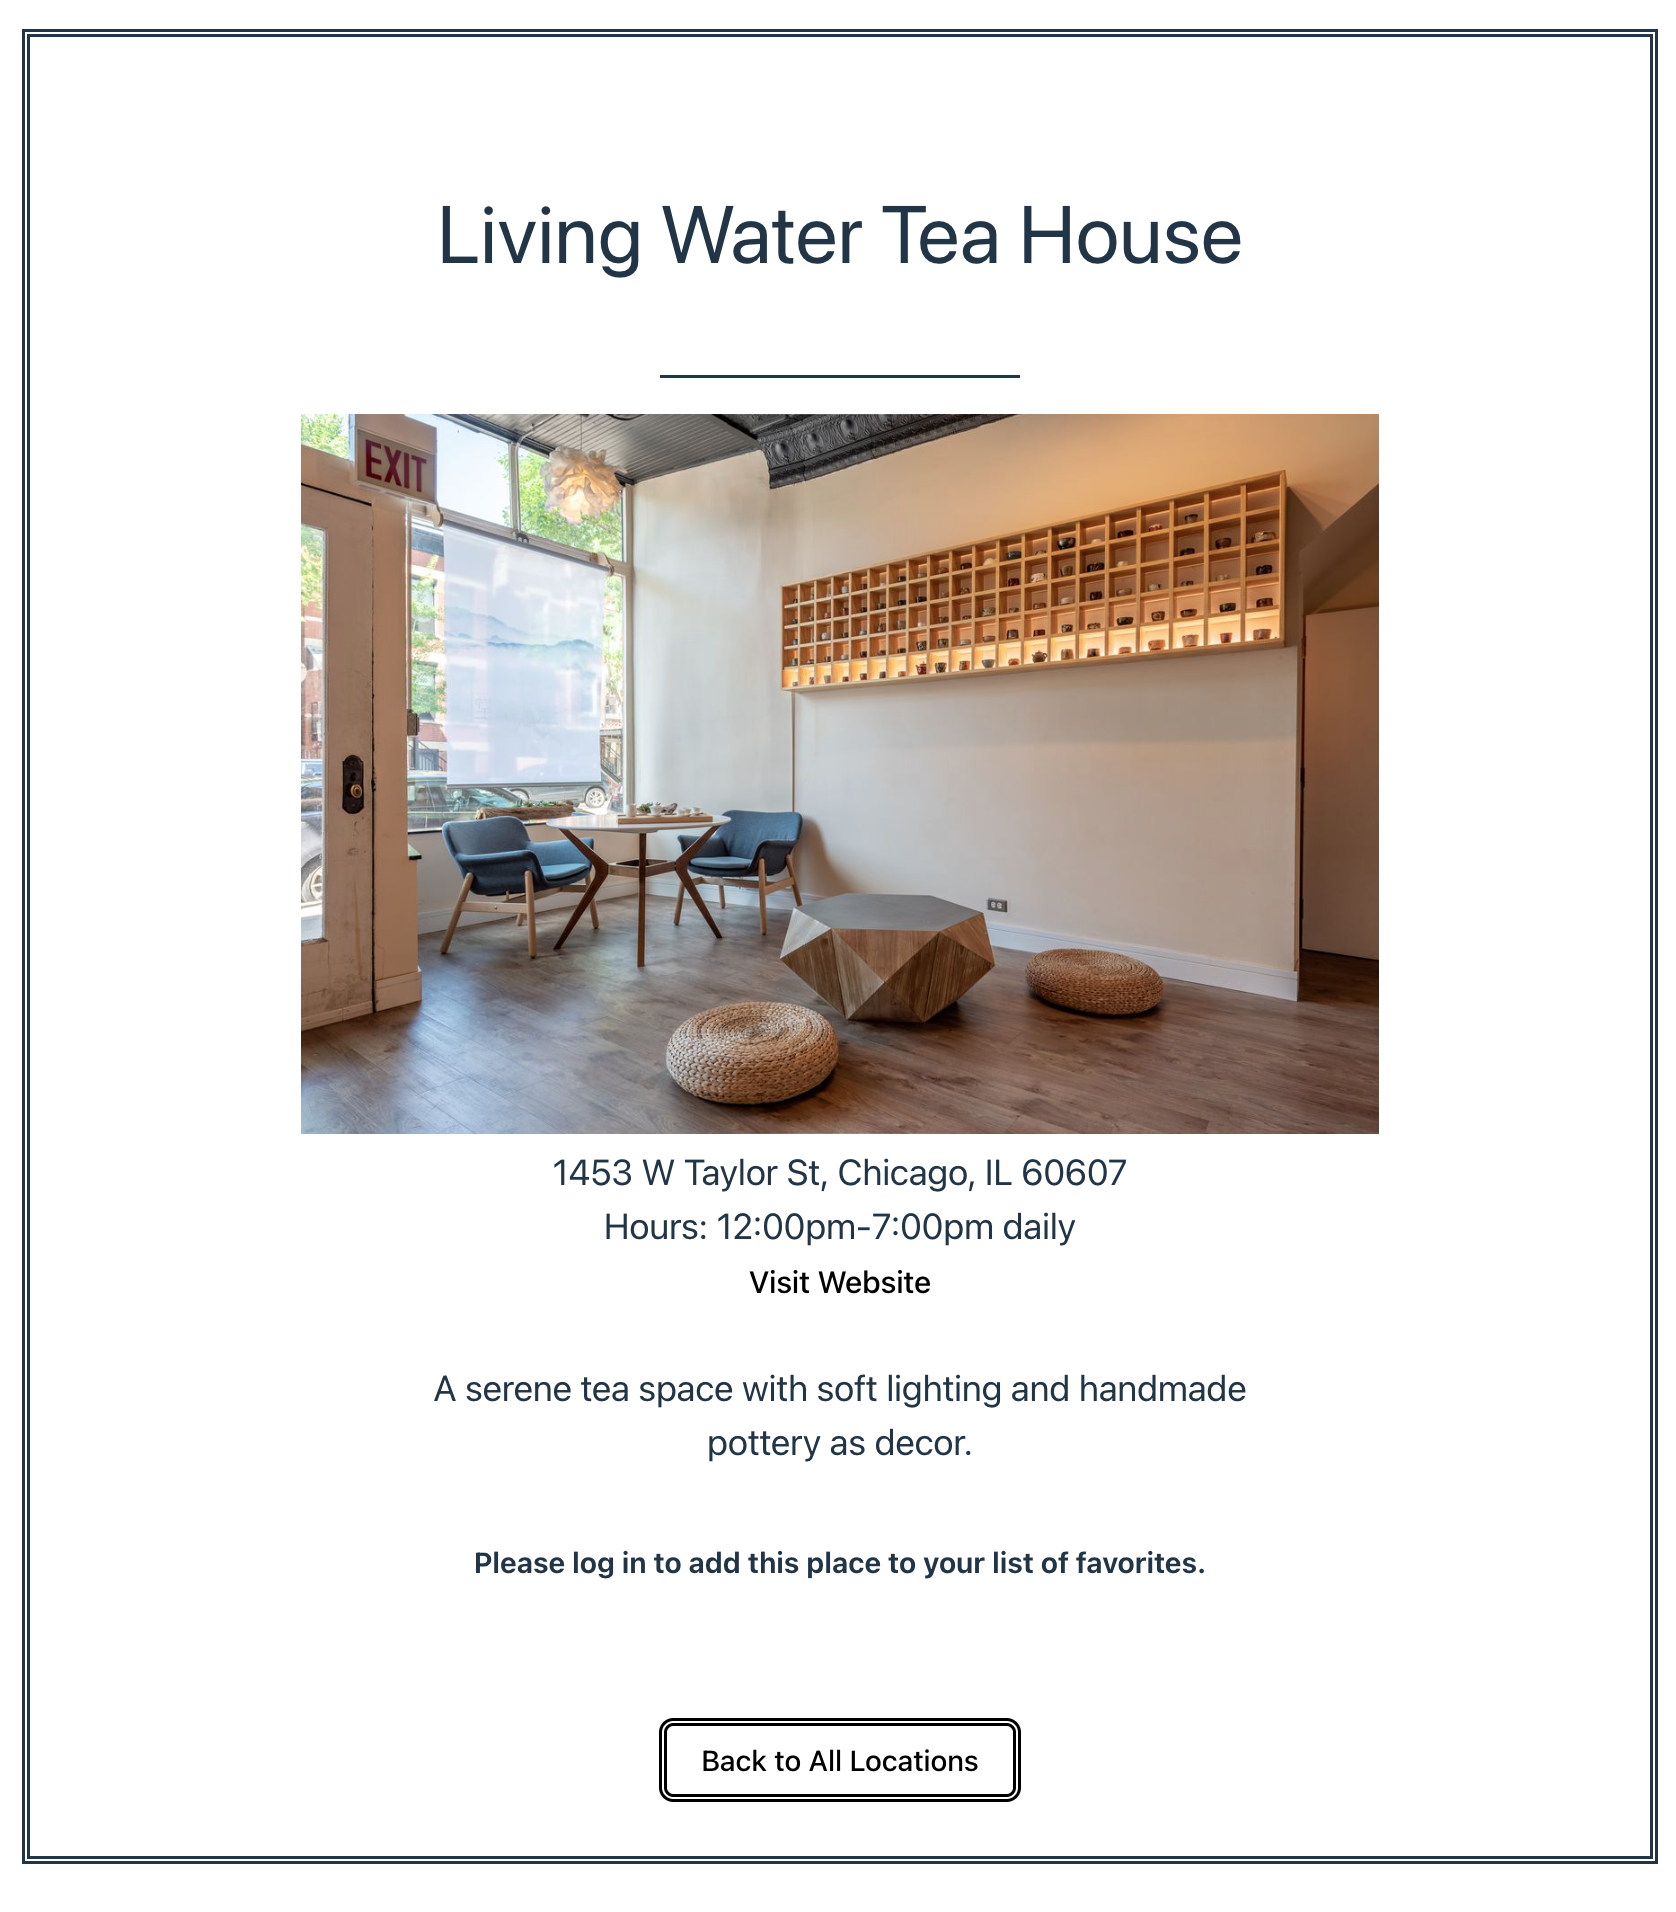 Living Water Tea House
EXIT
1453 W Taylor St, Chicago, IL 60607
Hours: 12:00pm-7:00pm daily
Visit Website
A serene tea space with soft lighting and handmade
pottery as decor.
Please log in to add this place to your list of favorites.
Back to All Locations